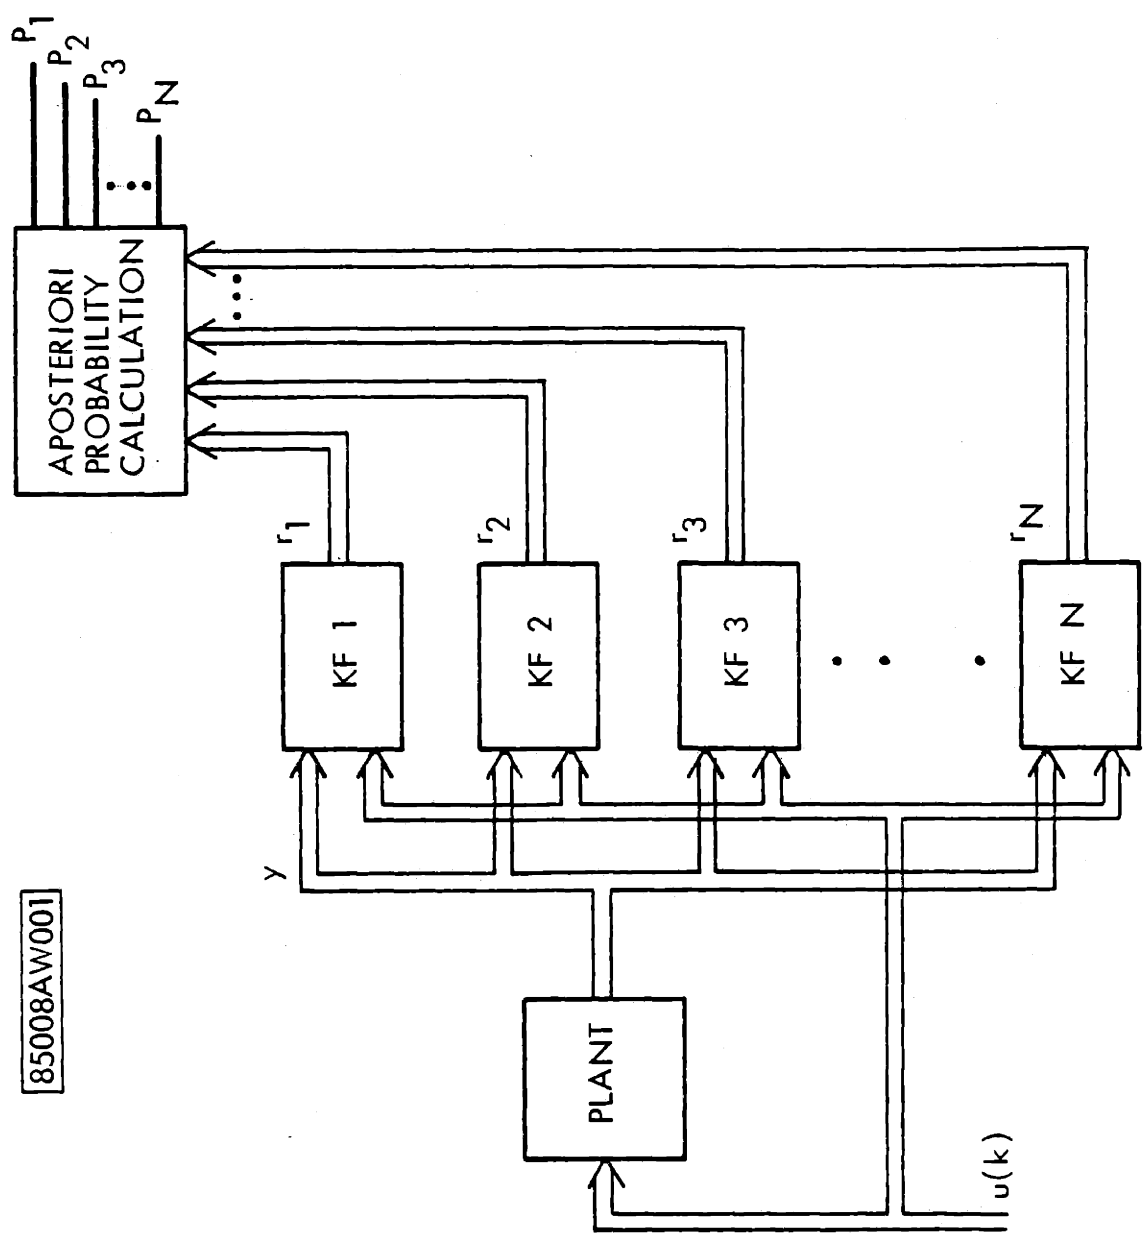 85008AW001
u(k)
PLANT
y
KF 1
KF 2
KF 3
KF N
r1
r2
r3
rN
APOSTERIORI
PROBABILITY
CALCULATION
P1
P2
P3
PN